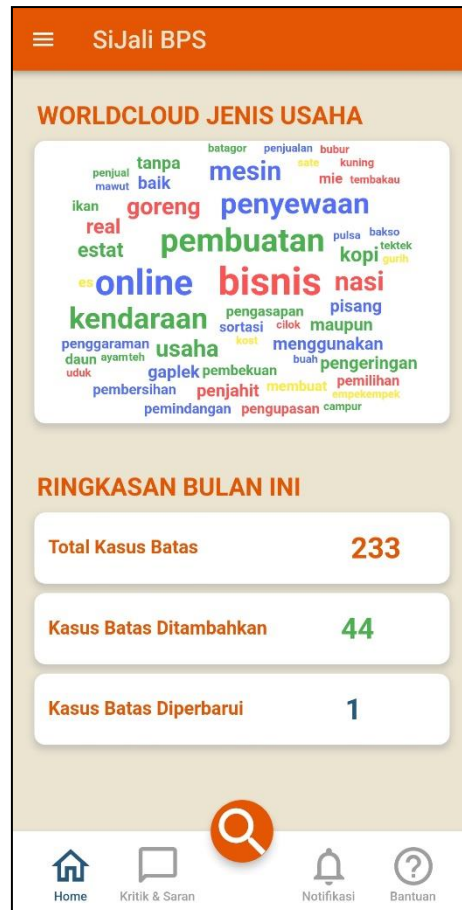 SiJali BPS
WORLDCLOUD JENIS USAHA
batagor penjualan bubur
penjual tanpa mesin sate kuning
mawut baik mie tembakau
ikan goreng penyewaan
real pulsa bakso
estat pembuatan kopi tektek
gurih
es online bisnis nasi
kendaraan pengasapan pisang
sortasi cilok maupun
penggaraman usaha kost menggunakan
daun ayamteh buah pengeringan
uduk gaplek pembekuan
pembersihan penjahit membuat pemilihan
empekempek
pemindangan pengupasan campur
RINGKASAN BULAN INI
Total Kasus Batas 233
Kasus Batas Ditambahkan 44
Kasus Batas Diperbarui 1
Home Kritik & Saran Notifikasi Bantuan